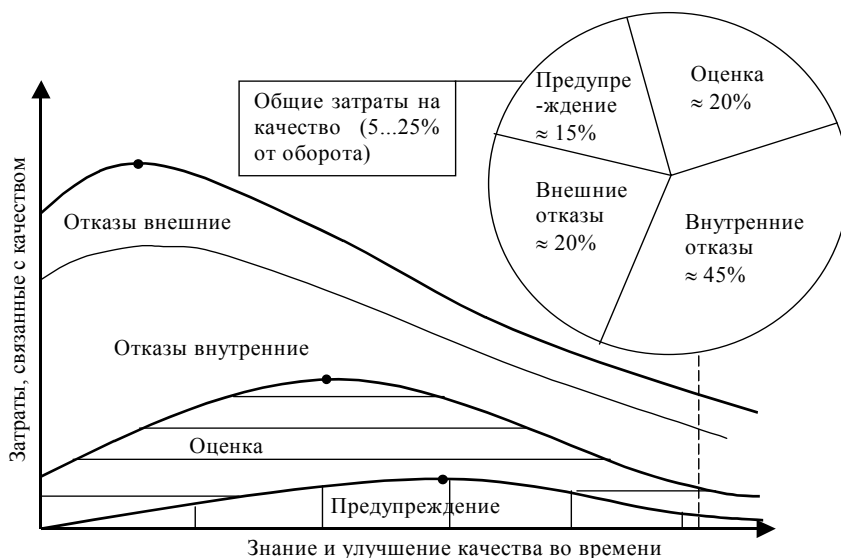 Общие затраты на
качество (5...25%
от оборота)
Предупре
-ждение
≈ 15%
Оценка
≈ 20%
Внешние
отказы
≈ 20%
Внутренние
отказы
≈ 45%
Затраты, связанные с качеством
Отказы внешние
Отказы внутренние
Оценка
Предупреждение
Знание и улучшение качества во времени